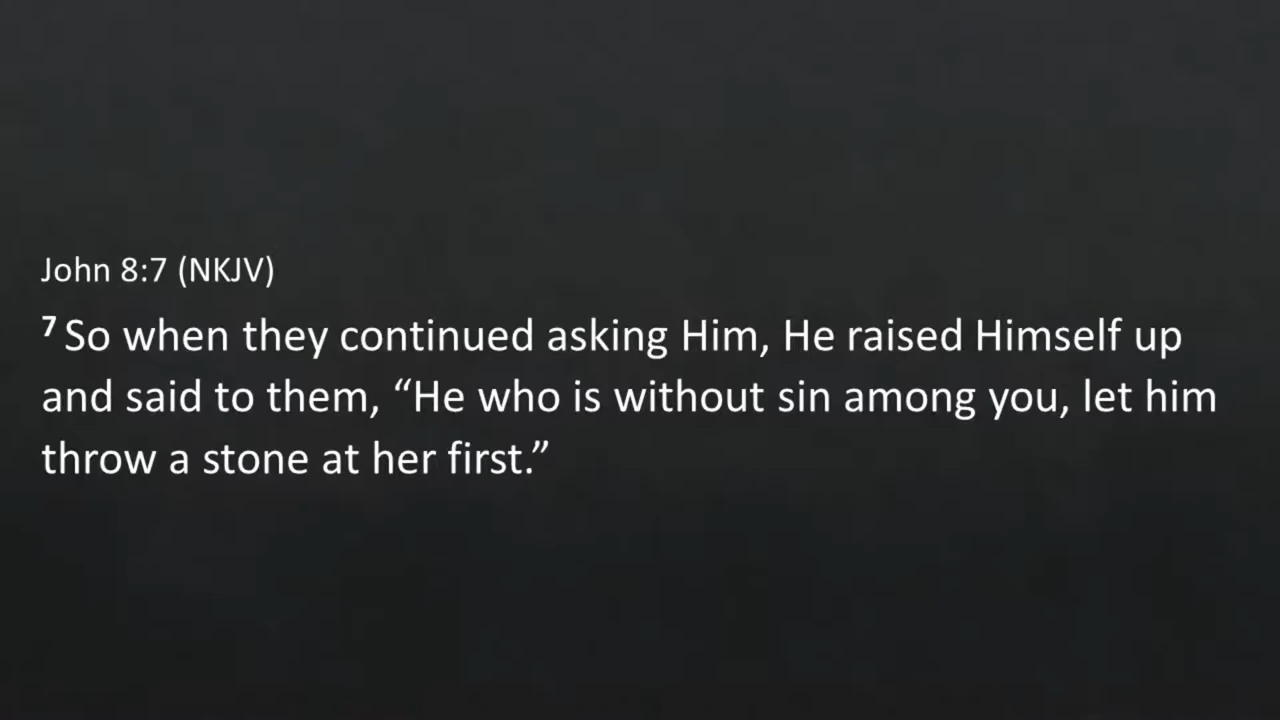 John 8:7 (NKJV)
7 So when they continued asking Him, He raised Himself up
and said to them, “He who is without sin among you, let him
throw a stone at her first.”